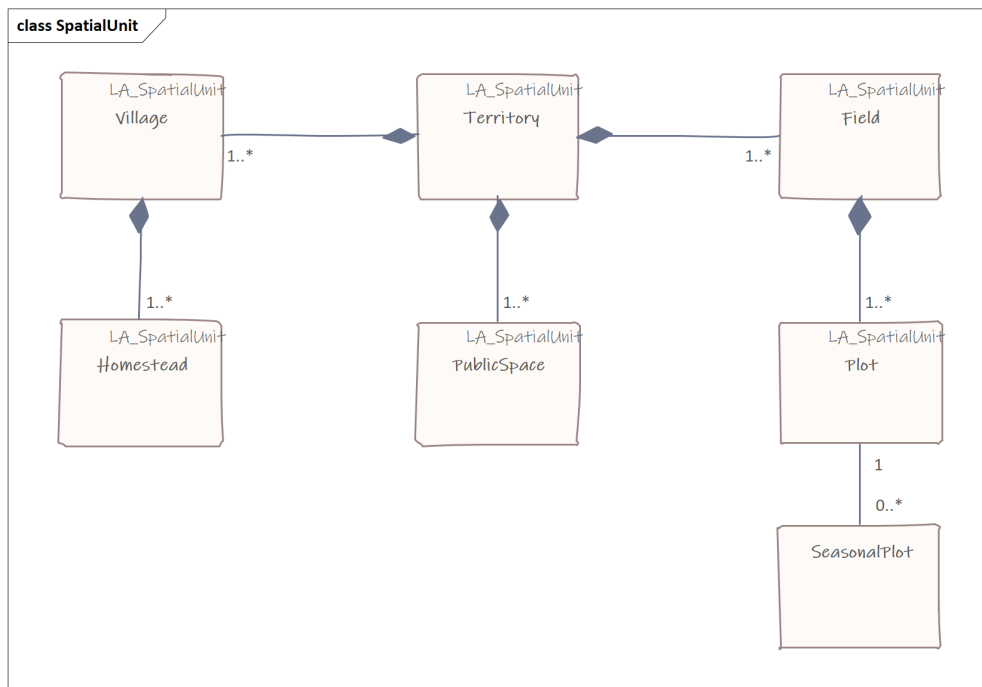 class SpatialUnit
LA_SpatialUnit
Village
LA_SpatialUnit
Territory
LA_SpatialUnit
Field
1..*
1..*
1..*
1..*
1..*
LA_SpatialUnit
Homestead
LA_SpatialUnit
PublicSpace
LA_SpatialUnit
Plot
1
0..*
SeasonalPlot